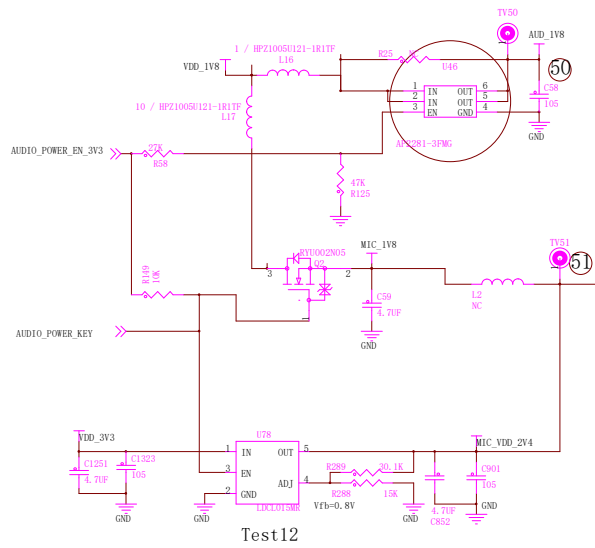 TV50
1 / HPZ1005U121-1R1TF
L16
VDD_1V8
R25
U46
AUD_1V8
50
1 IN OUT 6
2 IN OUT 5
3 EN GND 4
C58
105
10 / HPZ1005U121-1R1TF
L17
AP2281-3FMG
GND
AUDIO_POWER_EN_3V3
27K
R58
47K
R125
RYU002N05
Q2
3
2
1
MIC_1V8
TV51
51
R149
10K
C59
4.7UF
L2
NC
AUDIO_POWER_KEY
GND
VDD_3V3
U78
MIC_VDD_2V4
C1251
4.7UF
C1323
105
1 IN OUT 5
3 EN
ADJ 4
2 GND
LDCL015MR
R289 30.1K
R288 15K
Vfb=0.8V
C901
105
4.7UF
C852
GND
GND
GND
GND
GND
Test12